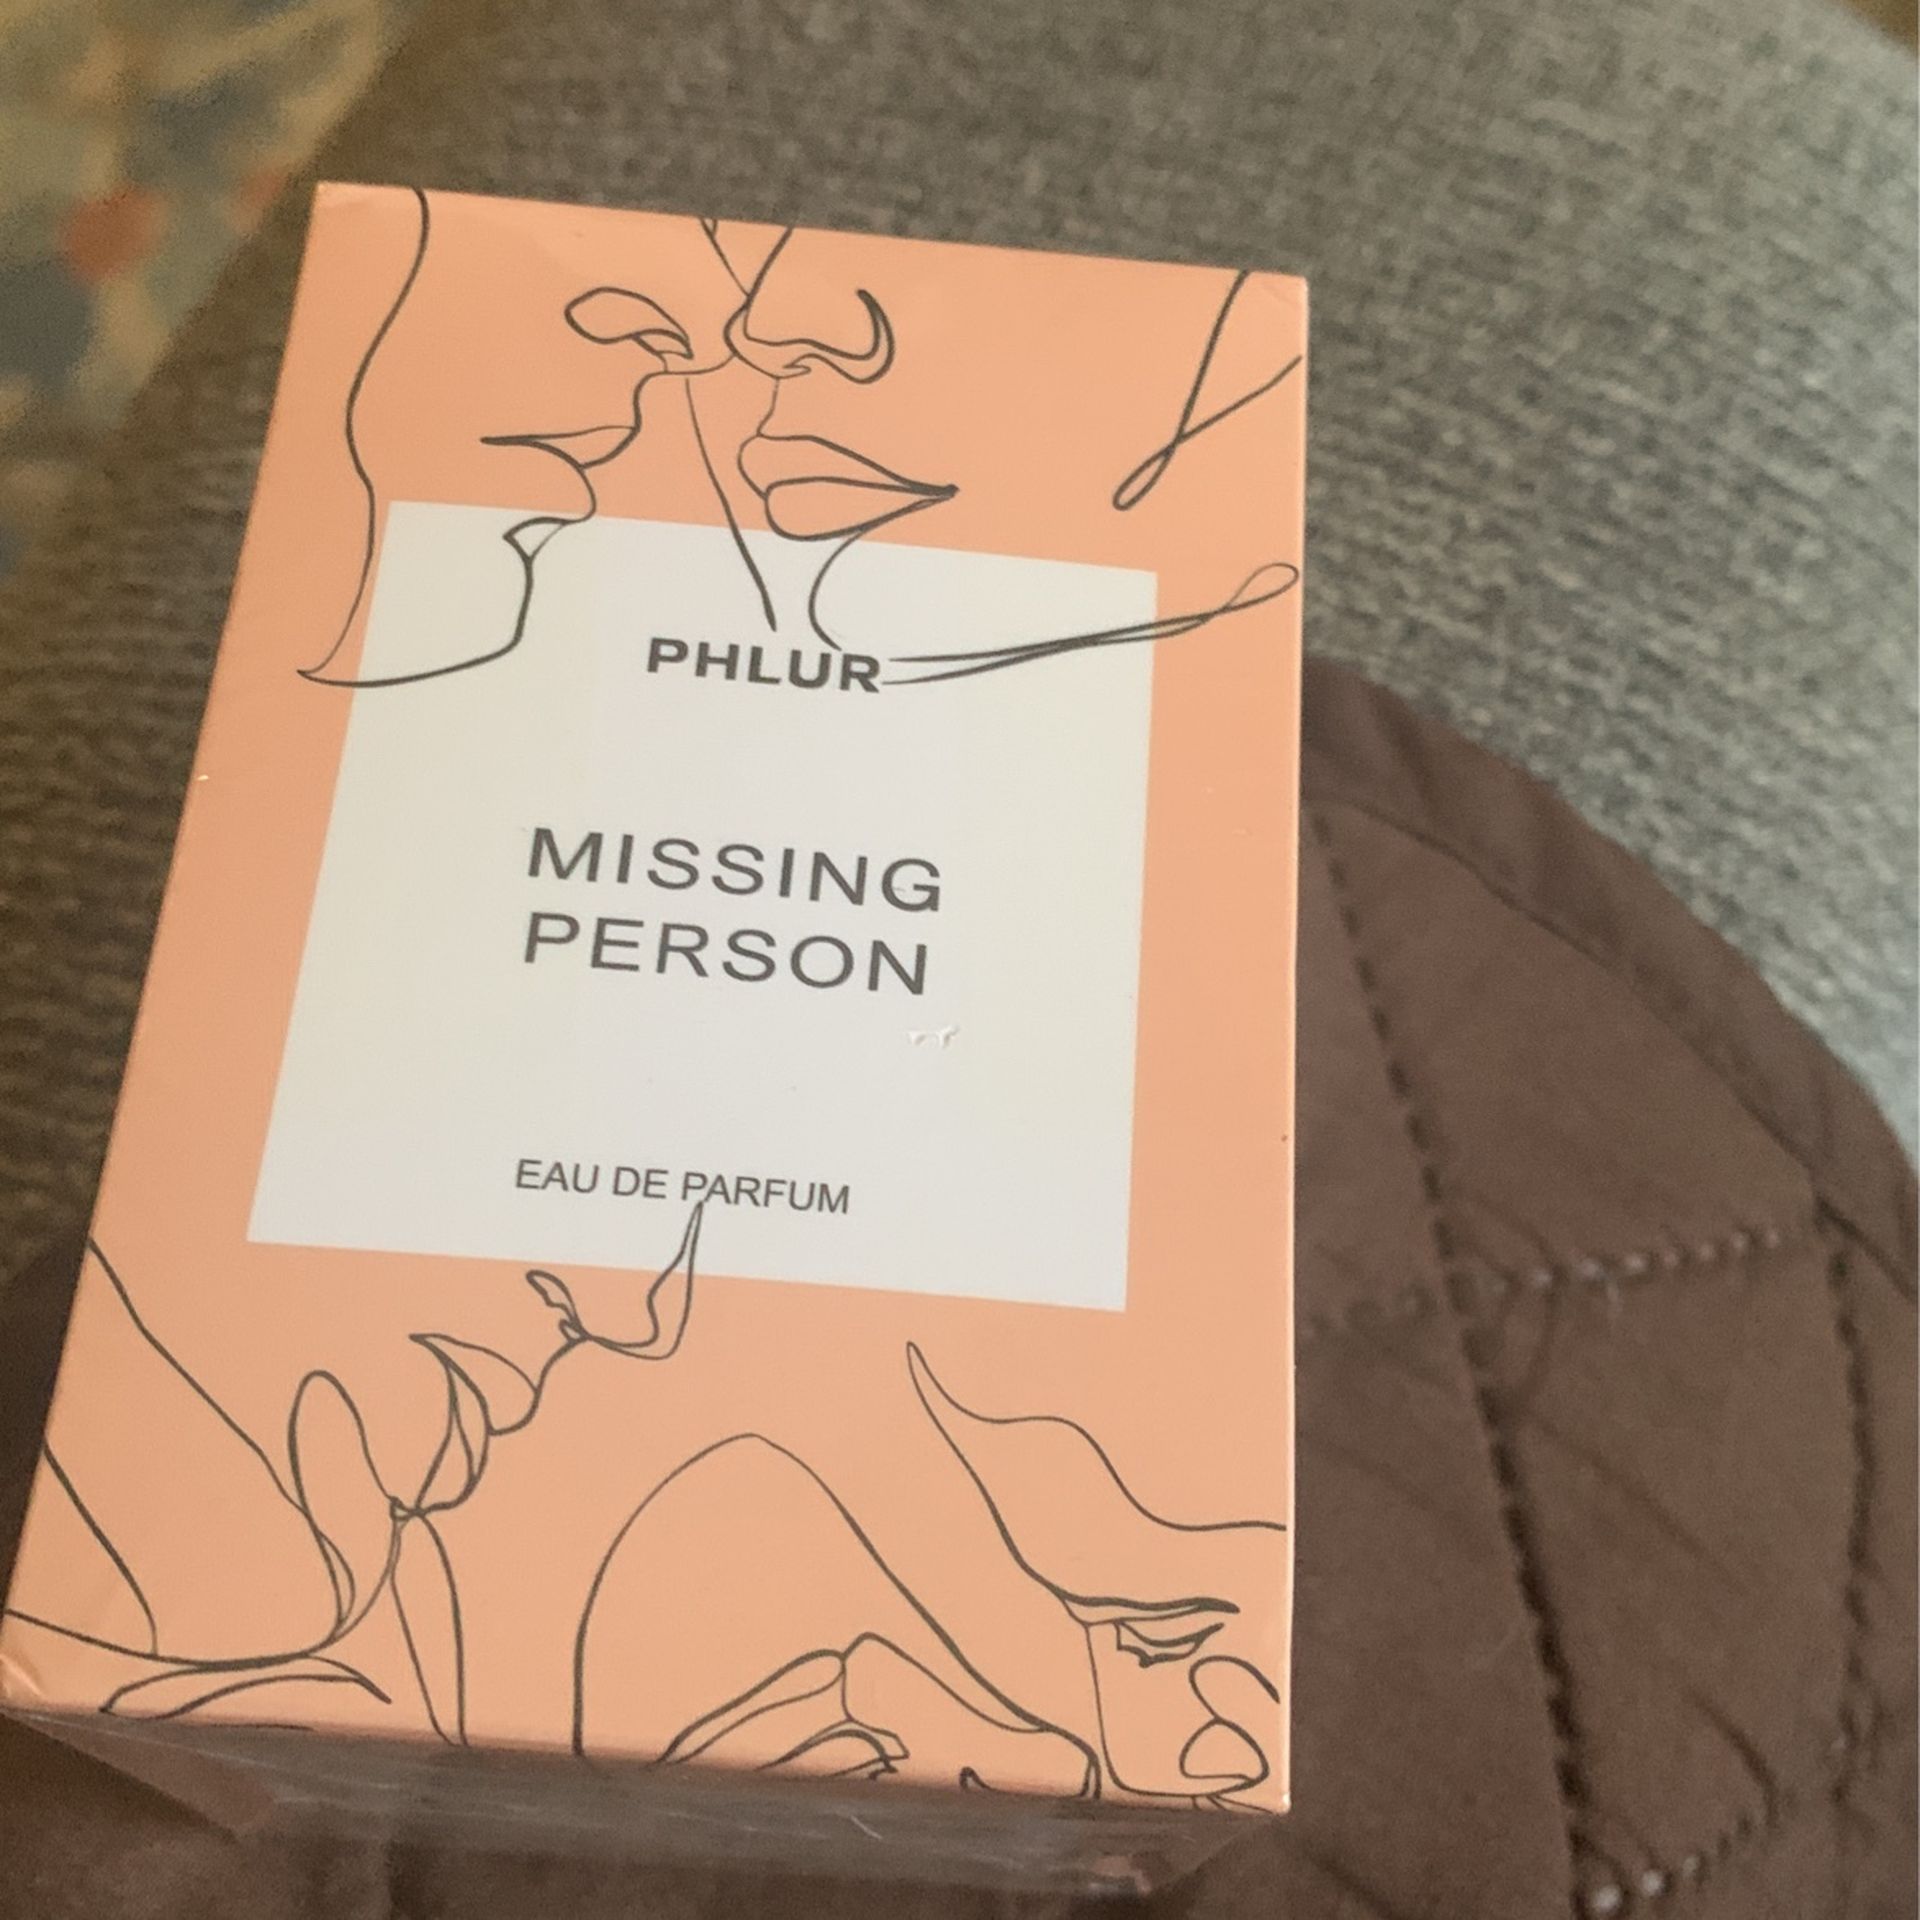 PHLUR
MISSING
PERSON
EAU DE PARFUM